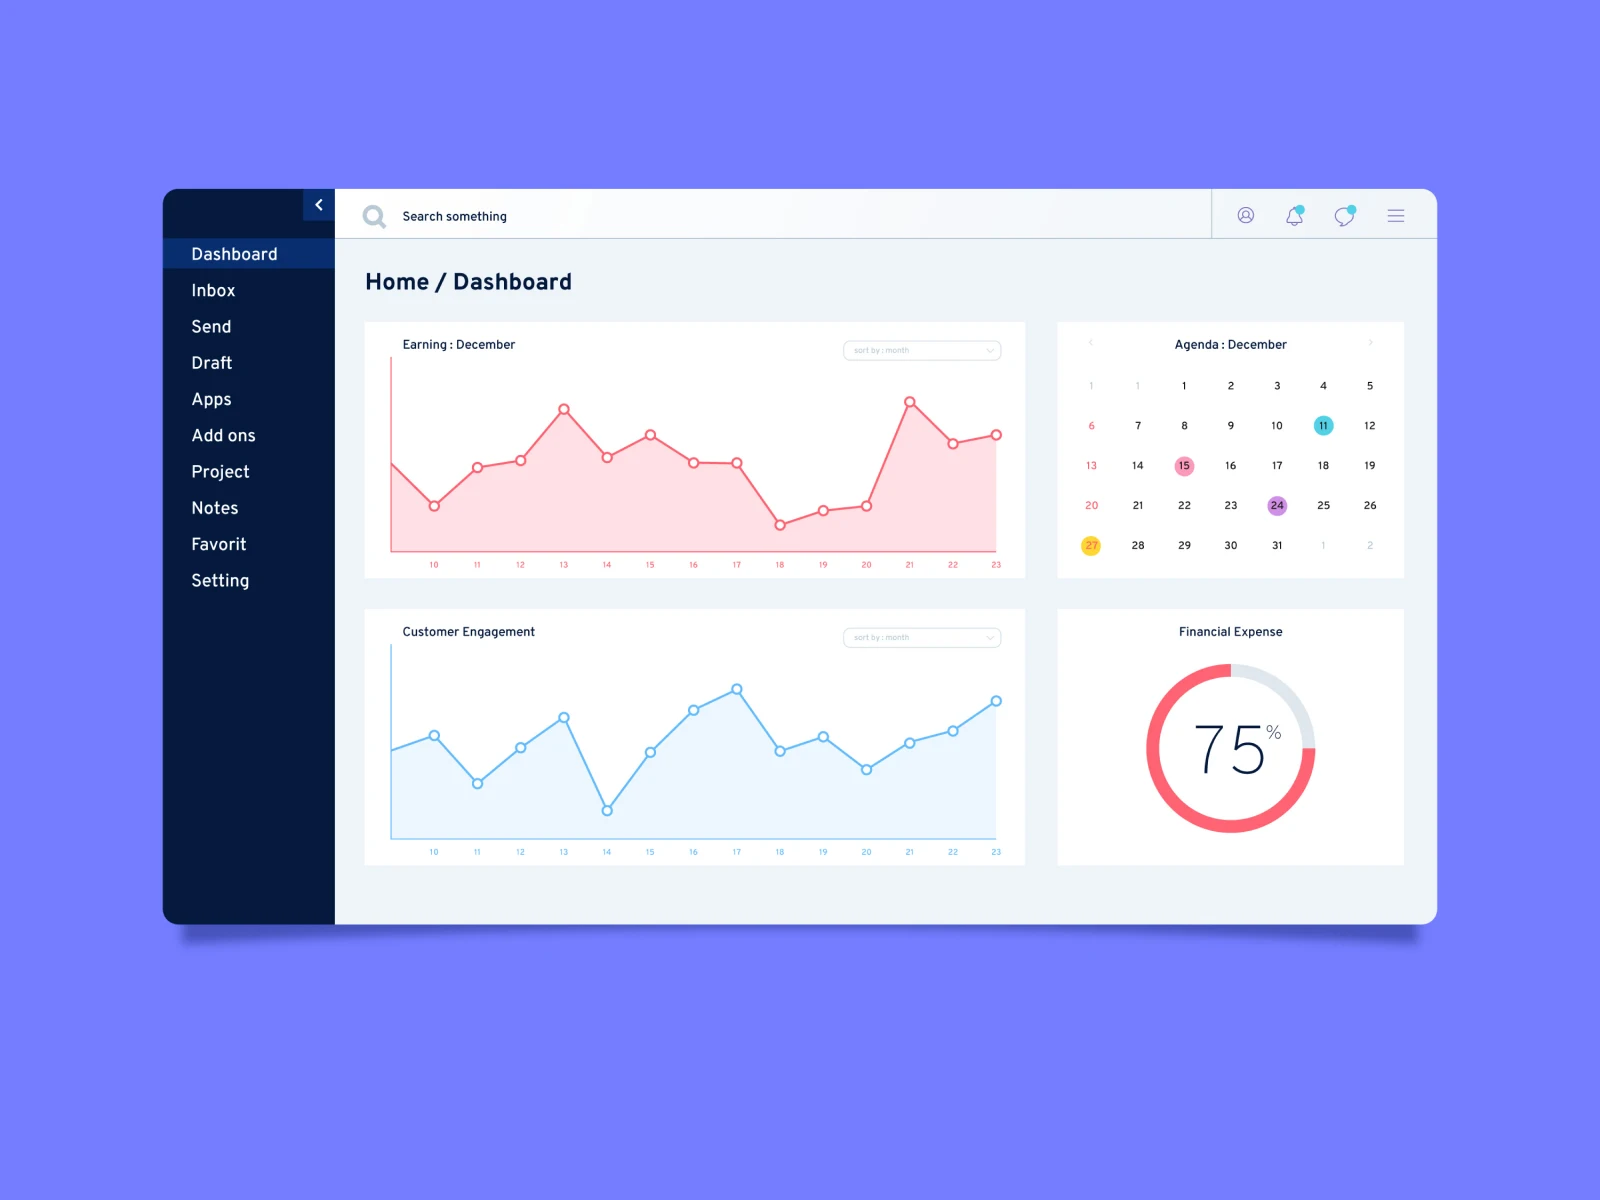 Dashboard
Inbox
Send
Draft
Apps
Add ons
Project
Notes
Favorit
Setting
Search something
Home / Dashboard
Earning : December
sort by : month
10 11 12 13 14 15 16 17 18 19 20 21 22 23
Agenda : December
1 1 1 2 3 4 5
6 7 8 9 10 11 12
13 14 15 16 17 18 19
20 21 22 23 24 25 26
27 28 29 30 31 1 2
Customer Engagement
sort by : month
10 11 12 13 14 15 16 17 18 19 20 21 22 23
Financial Expense
75%